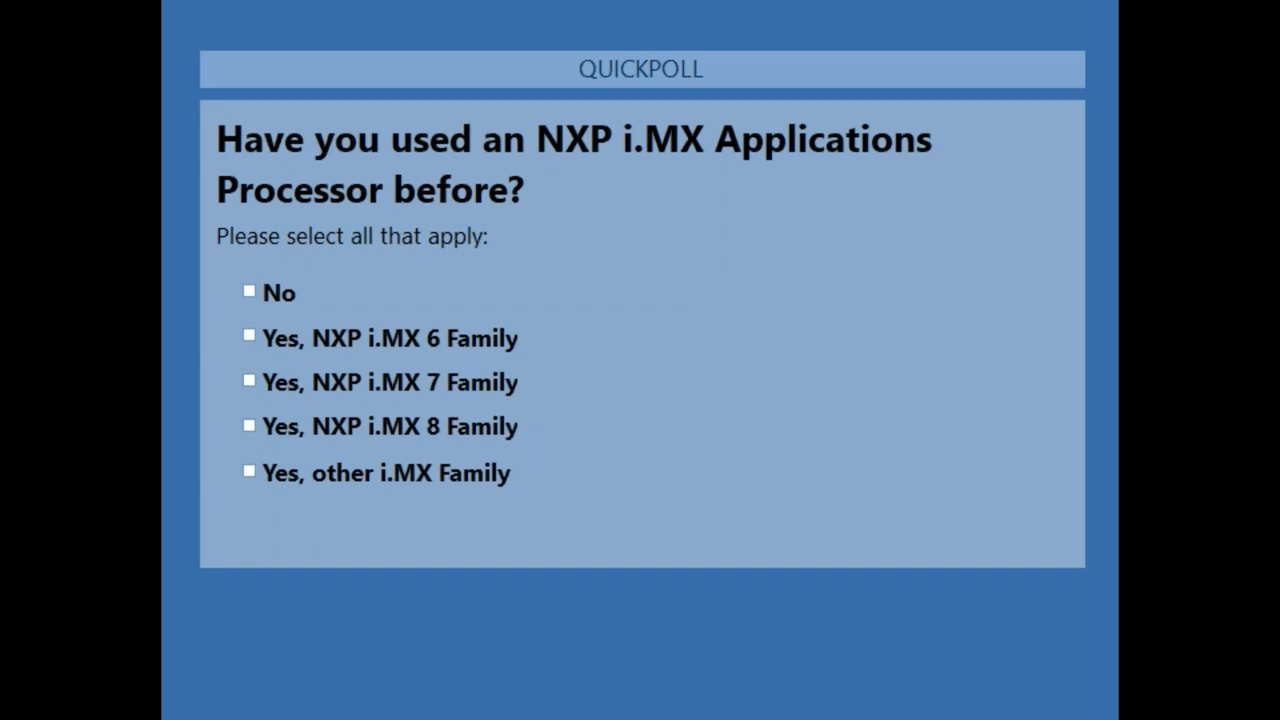 QUICKPOLL
Have you used an NXP i.MX Applications
Processor before?
Please select all that apply:
No
Yes, NXP i.MX 6 Family
Yes, NXP i.MX 7 Family
Yes, NXP i.MX 8 Family
Yes, other i.MX Family